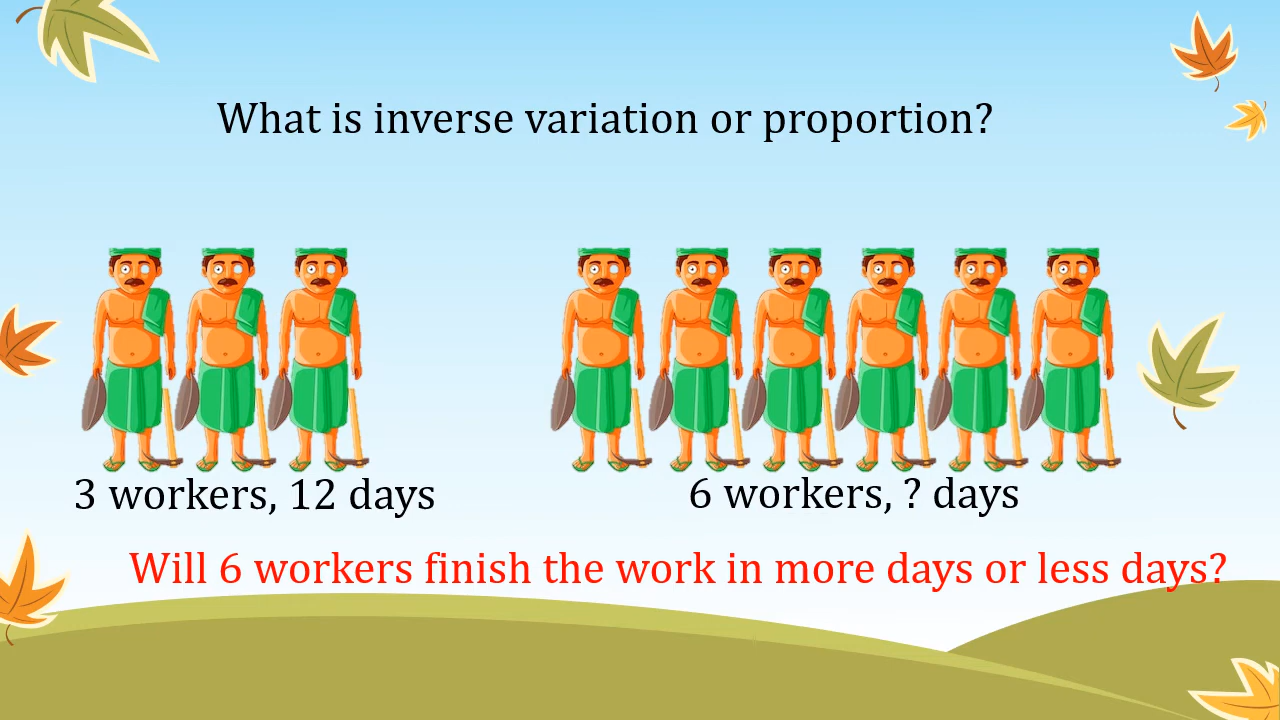 What is inverse variation or proportion?
3 workers, 12 days
6 workers, ? days
Will 6 workers finish the work in more days or less days?